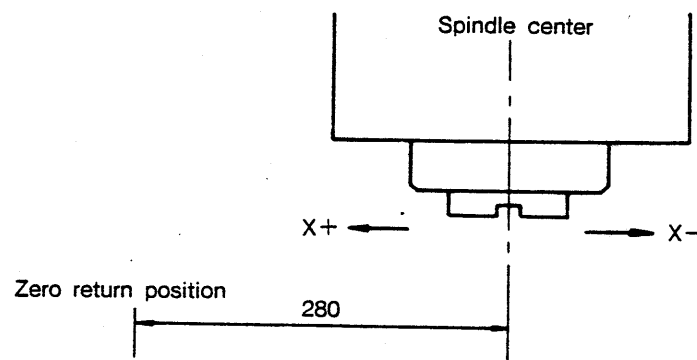 Spindle center
X+
X-
Zero return position
280